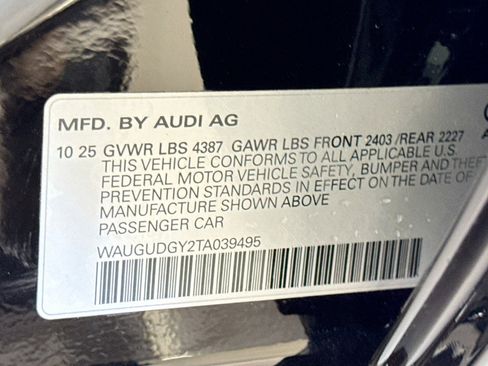 MFD. BY AUDI AG
10 25 GVWR LBS 4387 GAWR LBS FRONT 2403 /REAR 2227
THIS VEHICLE CONFORMS TO ALL APPLICABLE U.S.
FEDERAL MOTOR VEHICLE SAFETY, BUMPER AND THEFT
PREVENTION STANDARDS IN EFFECT ON THE DATE OF
MANUFACTURE SHOWN ABOVE
PASSENGER CAR
WAUGUDGY2TA039495